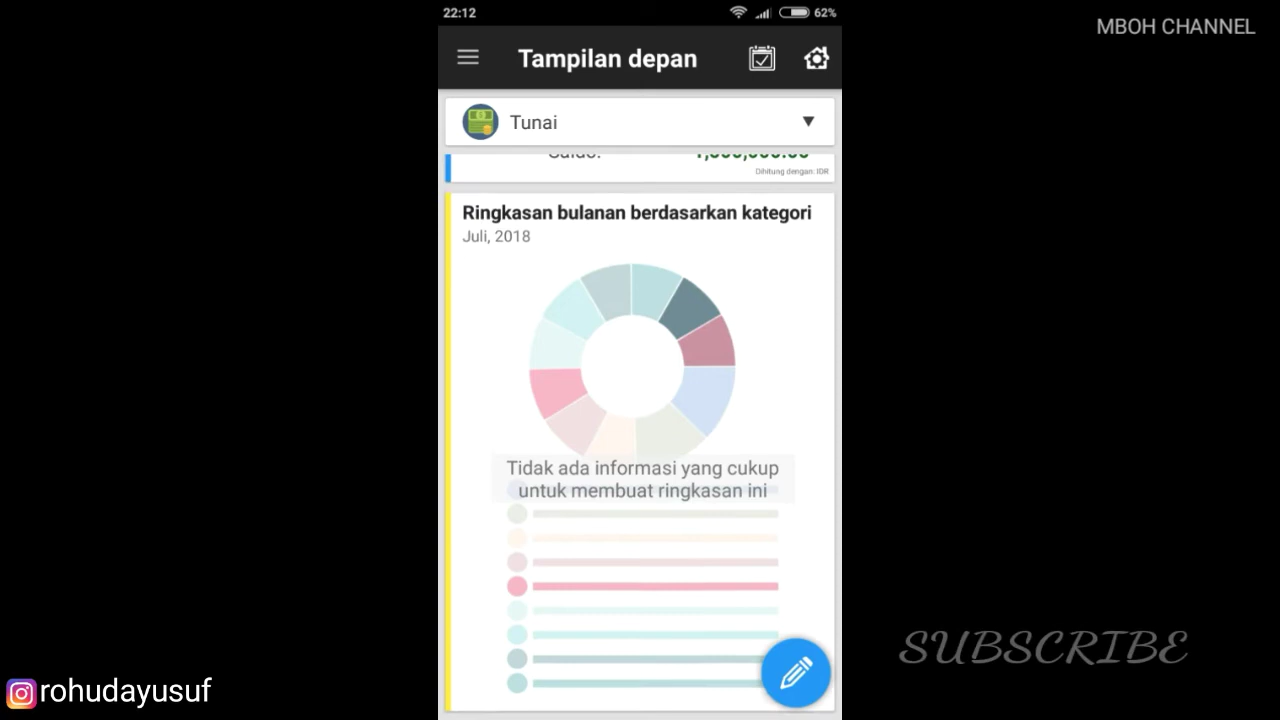 22:12
62%
MBOH CHANNEL
Tampilan depan
Tunai
Saldo:
Dihitung dengan: IDR
Ringkasan bulanan berdasarkan kategori
Juli, 2018
Tidak ada informasi yang cukup
untuk membuat ringkasan ini
SUBSCRIBE
rohudayusuf